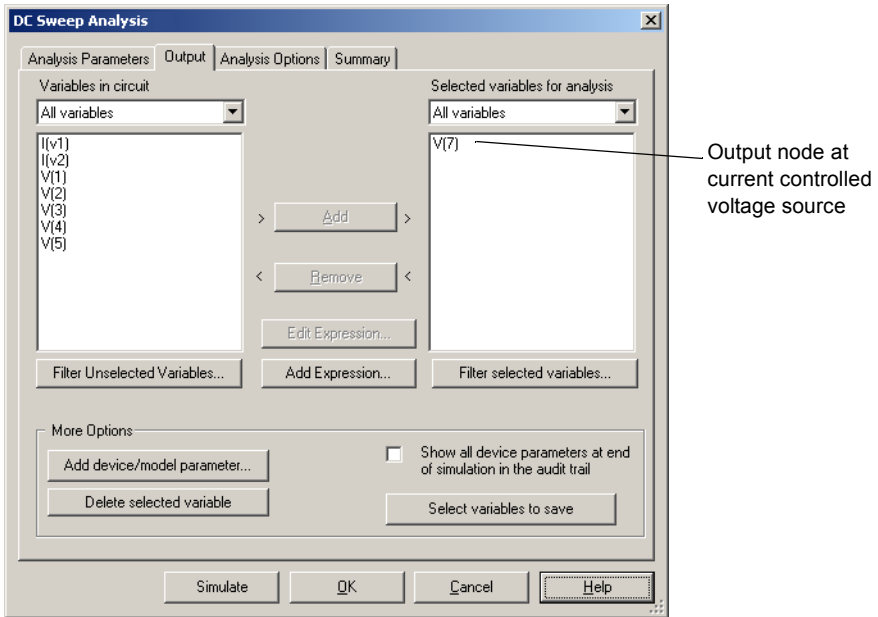 DC Sweep Analysis
Analysis Parameters Output Analysis Options Summary
Variables in circuit
All variables
I(v1)
I(v2)
V(1)
V(2)
V(3)
V(4)
V(5)
> Add >
< Remove <
Edit Expression...
Add Expression...
Filter Unselected Variables...
Selected variables for analysis
All variables
V(7)
Filter selected variables...
Output node at
current controlled
voltage source
More Options
Add device/model parameter...
Delete selected variable
Show all device parameters at end
of simulation in the audit trail
Select variables to save
Simulate OK Cancel Help